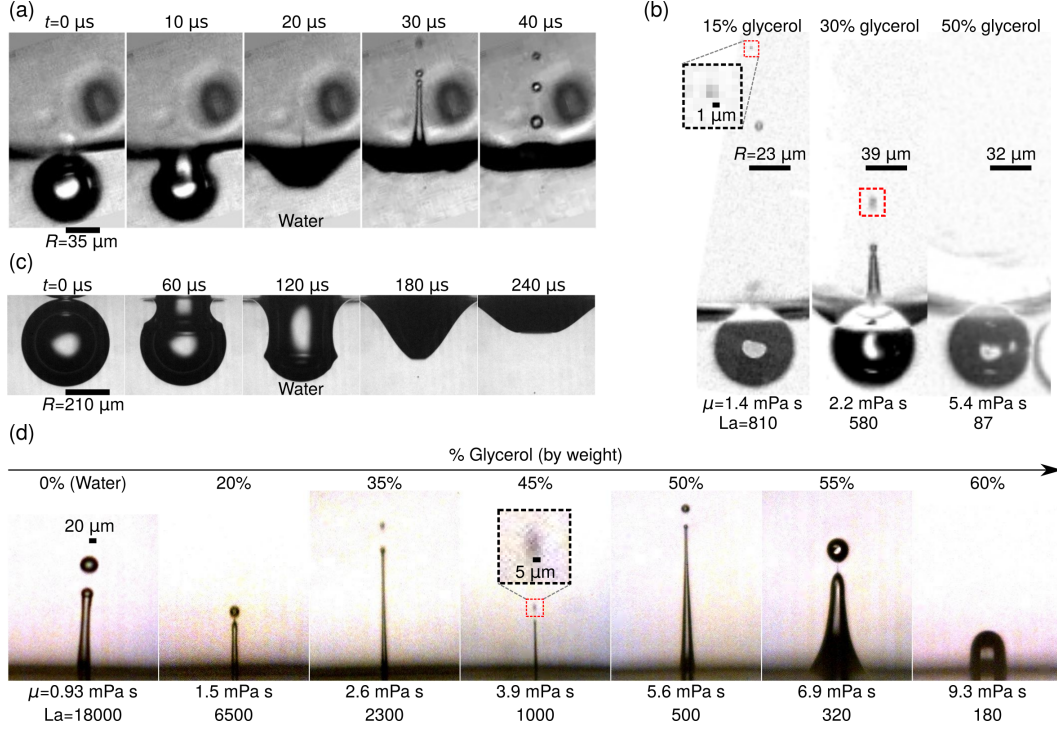 (a)
t=0 µs 10 µs 20 µs 30 µs 40 µs
Water
R=35 µm
(b)
15% glycerol 30% glycerol 50% glycerol
1 µm
R=23 µm 39 µm 32 µm
µ=1.4 mPa s 2.2 mPa s 5.4 mPa s
La=810 580 87
(c)
t=0 µs 60 µs 120 µs 180 µs 240 µs
Water
R=210 µm
(d)
% Glycerol (by weight)
0% (Water) 20% 35% 45% 50% 55% 60%
20 µm
5 µm
µ=0.93 mPa s 1.5 mPa s 2.6 mPa s 3.9 mPa s 5.6 mPa s 6.9 mPa s 9.3 mPa s
La=18000 6500 2300 1000 500 320 180